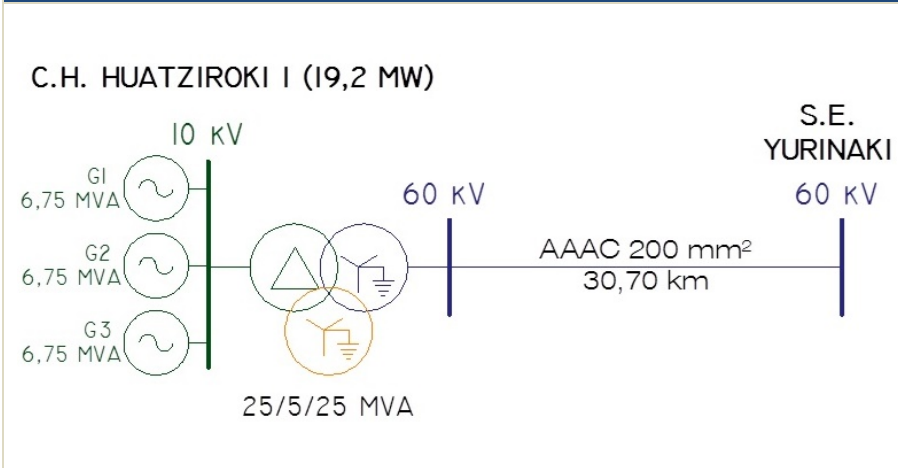 C.H. HUATZIROKI I (19,2 MW)
10 KV
G1
6,75 MVA
G2
6,75 MVA
G3
6,75 MVA
25/5/25 MVA
60 KV
AAAC 200 mm²
30,70 km
S.E.
YURINAKI
60 KV